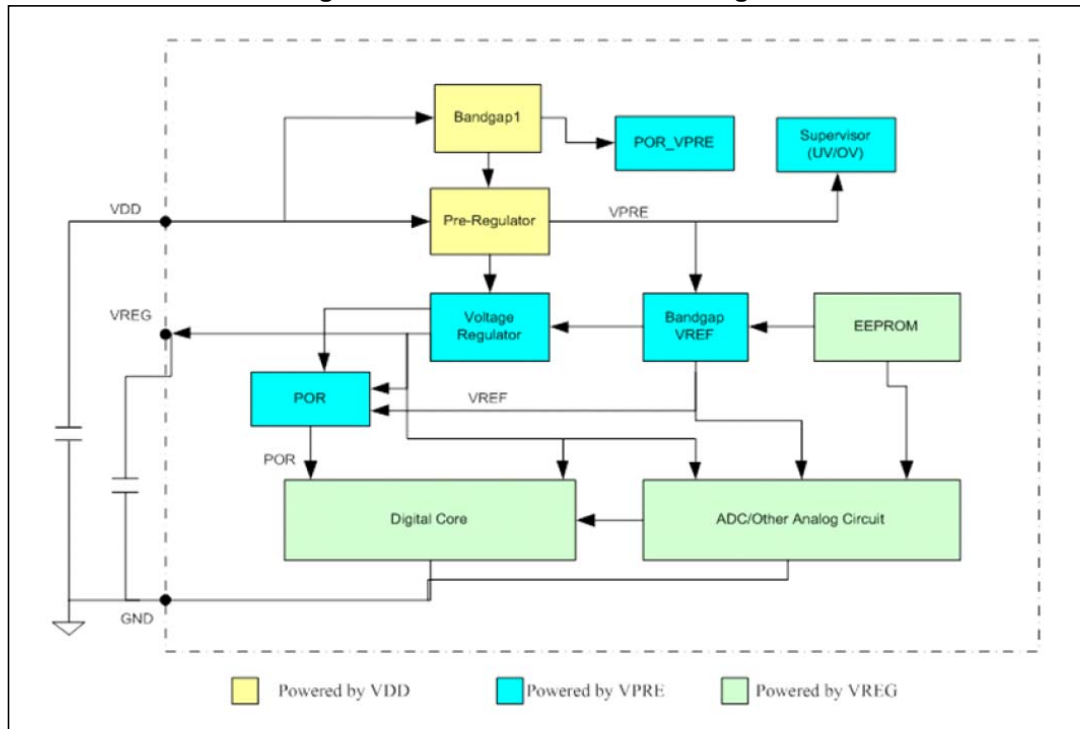 Bandgap1
POR_VPRE
Supervisor
(UV/OV)
VDD
Pre-Regulator
VPRE
VREG
Voltage
Regulator
Bandgap
VREF
EEPROM
POR
VREF
POR
Digital Core
ADC/Other Analog Circuit
GND
Powered by VDD
Powered by VPRE
Powered by VREG